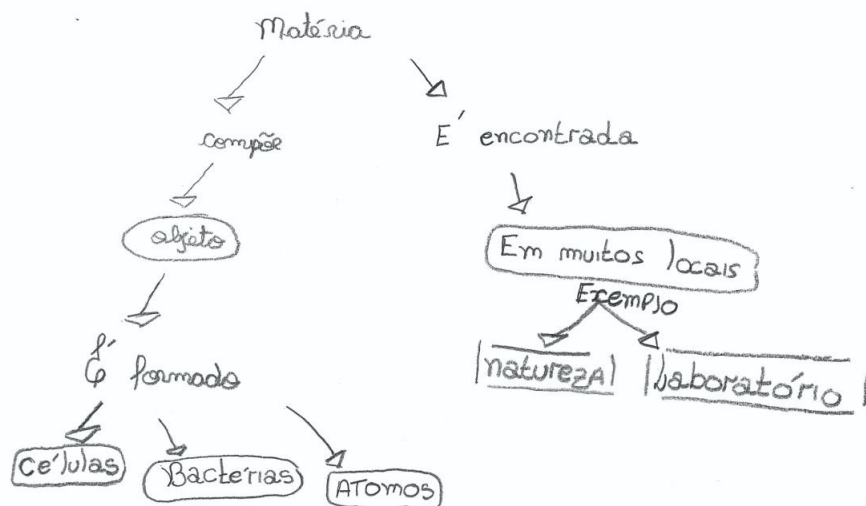 Matéria
compõe
E' encontrada
objeto
Em muitos locais
Exemplo
É formado
natureza
Laboratório
Células
Bactérias
ATOMOS